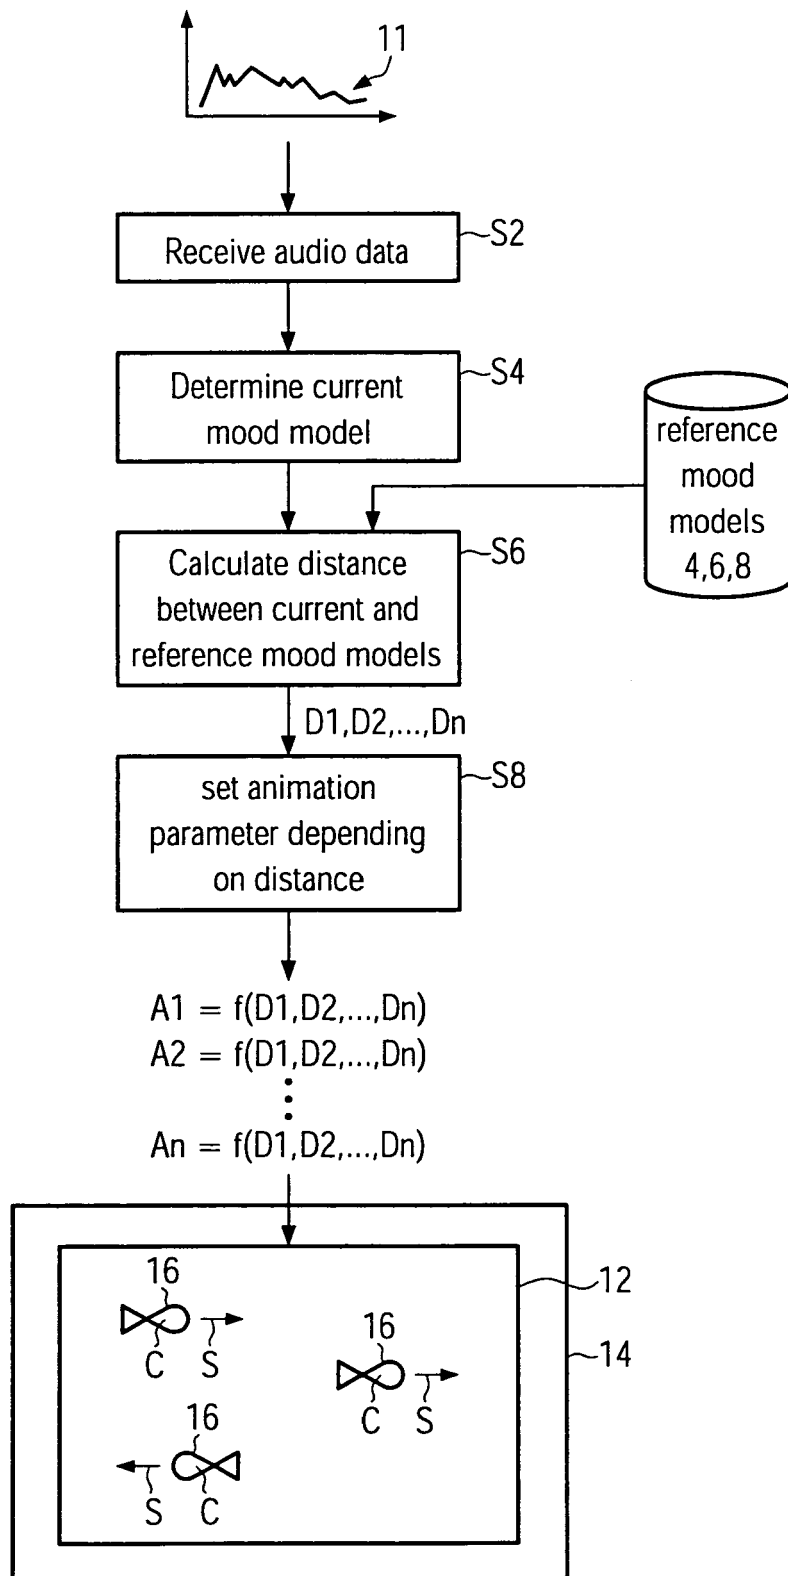 11
Receive audio data
S2
Determine current
mood model
S4
reference
mood
models
4,6,8
Calculate distance
between current and
reference mood models
S6
D1,D2,...,Dn
set animation
parameter depending
on distance
S8
A1 = f(D1,D2,...,Dn)
A2 = f(D1,D2,...,Dn)
An = f(D1,D2,...,Dn)
16
C S
16
C S
16
S C
12
14